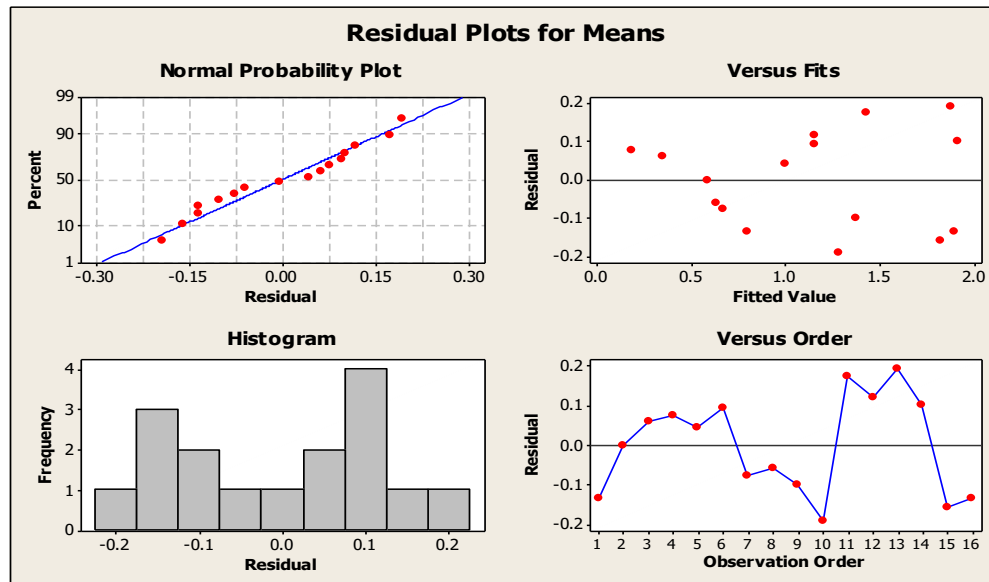 Residual Plots for Means
Normal Probability Plot
99
90
50
10
1
Percent
-0.30 -0.15 0.00 0.15 0.30
Residual
Versus Fits
0.2
0.1
0.0
-0.1
-0.2
Residual
0.0 0.5 1.0 1.5 2.0
Fitted Value
Histogram
4
3
2
1
0
Frequency
-0.2 -0.1 0.0 0.1 0.2
Residual
Versus Order
0.2
0.1
0.0
-0.1
-0.2
Residual
1 2 3 4 5 6 7 8 9 10 11 12 13 14 15 16
Observation Order